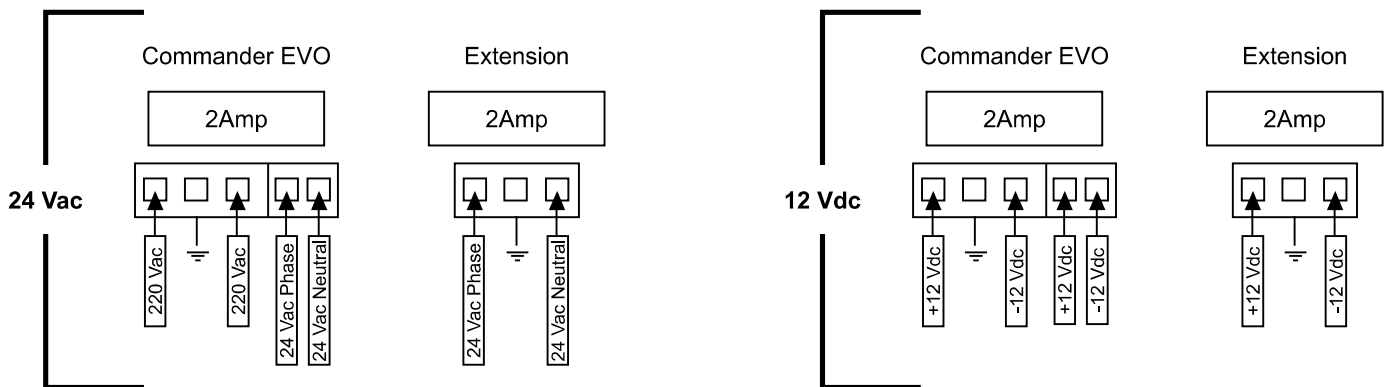 Commander EVO
Extension
2Amp
2Amp
24 Vac
220 Vac
220 Vac
24 Vac Phase
24 Vac Neutral
24 Vac Phase
24 Vac Neutral
Commander EVO
Extension
2Amp
2Amp
12 Vdc
+12 Vdc
-12 Vdc
+12 Vdc
-12 Vdc
+12 Vdc
-12 Vdc